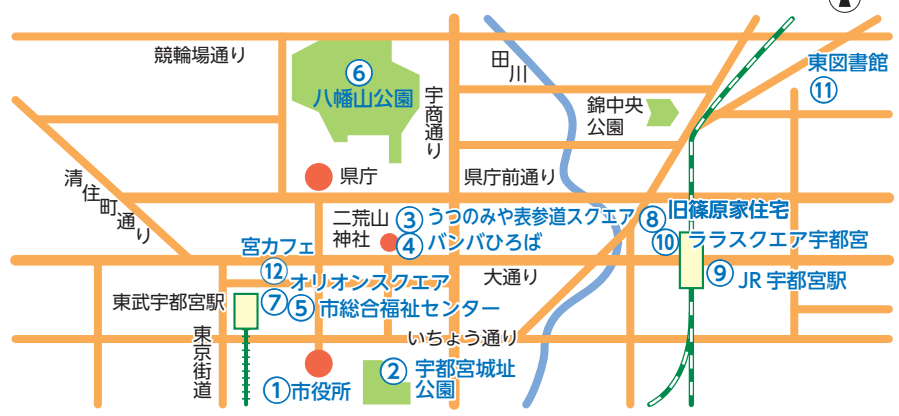 競輪場通り
⑥
八幡山公園
宇商通り
田川
東図書館
⑪
錦中央
公園
清住町通り
県庁
県庁前通り
二荒山
神社
③ うつのみや表参道スクエア
④ バンバひろば
⑧ 旧篠原家住宅
⑩ ララスクエア宇都宮
宮カフェ
⑫
オリオンスクエア
大通り
⑨ JR 宇都宮駅
東武宇都宮駅
⑦
⑤ 市総合福祉センター
東京街道
いちょう通り
① 市役所
② 宇都宮城址
公園